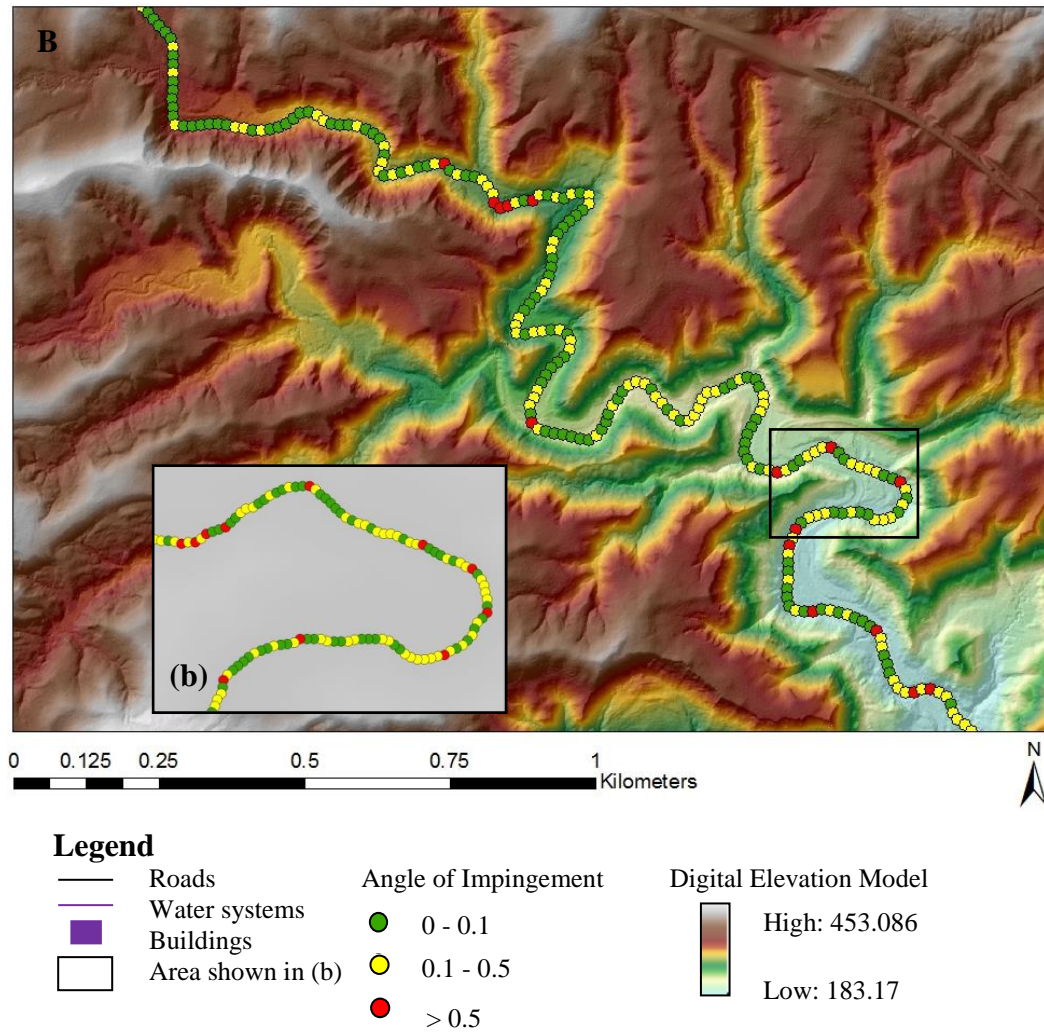 B
(b)
0 0.125 0.25 0.5 0.75 1
Kilometers
N
Legend
Roads
Water systems
Buildings
Area shown in (b)
Angle of Impingement
0 - 0.1
0.1 - 0.5
> 0.5
Digital Elevation Model
High: 453.086
Low: 183.17